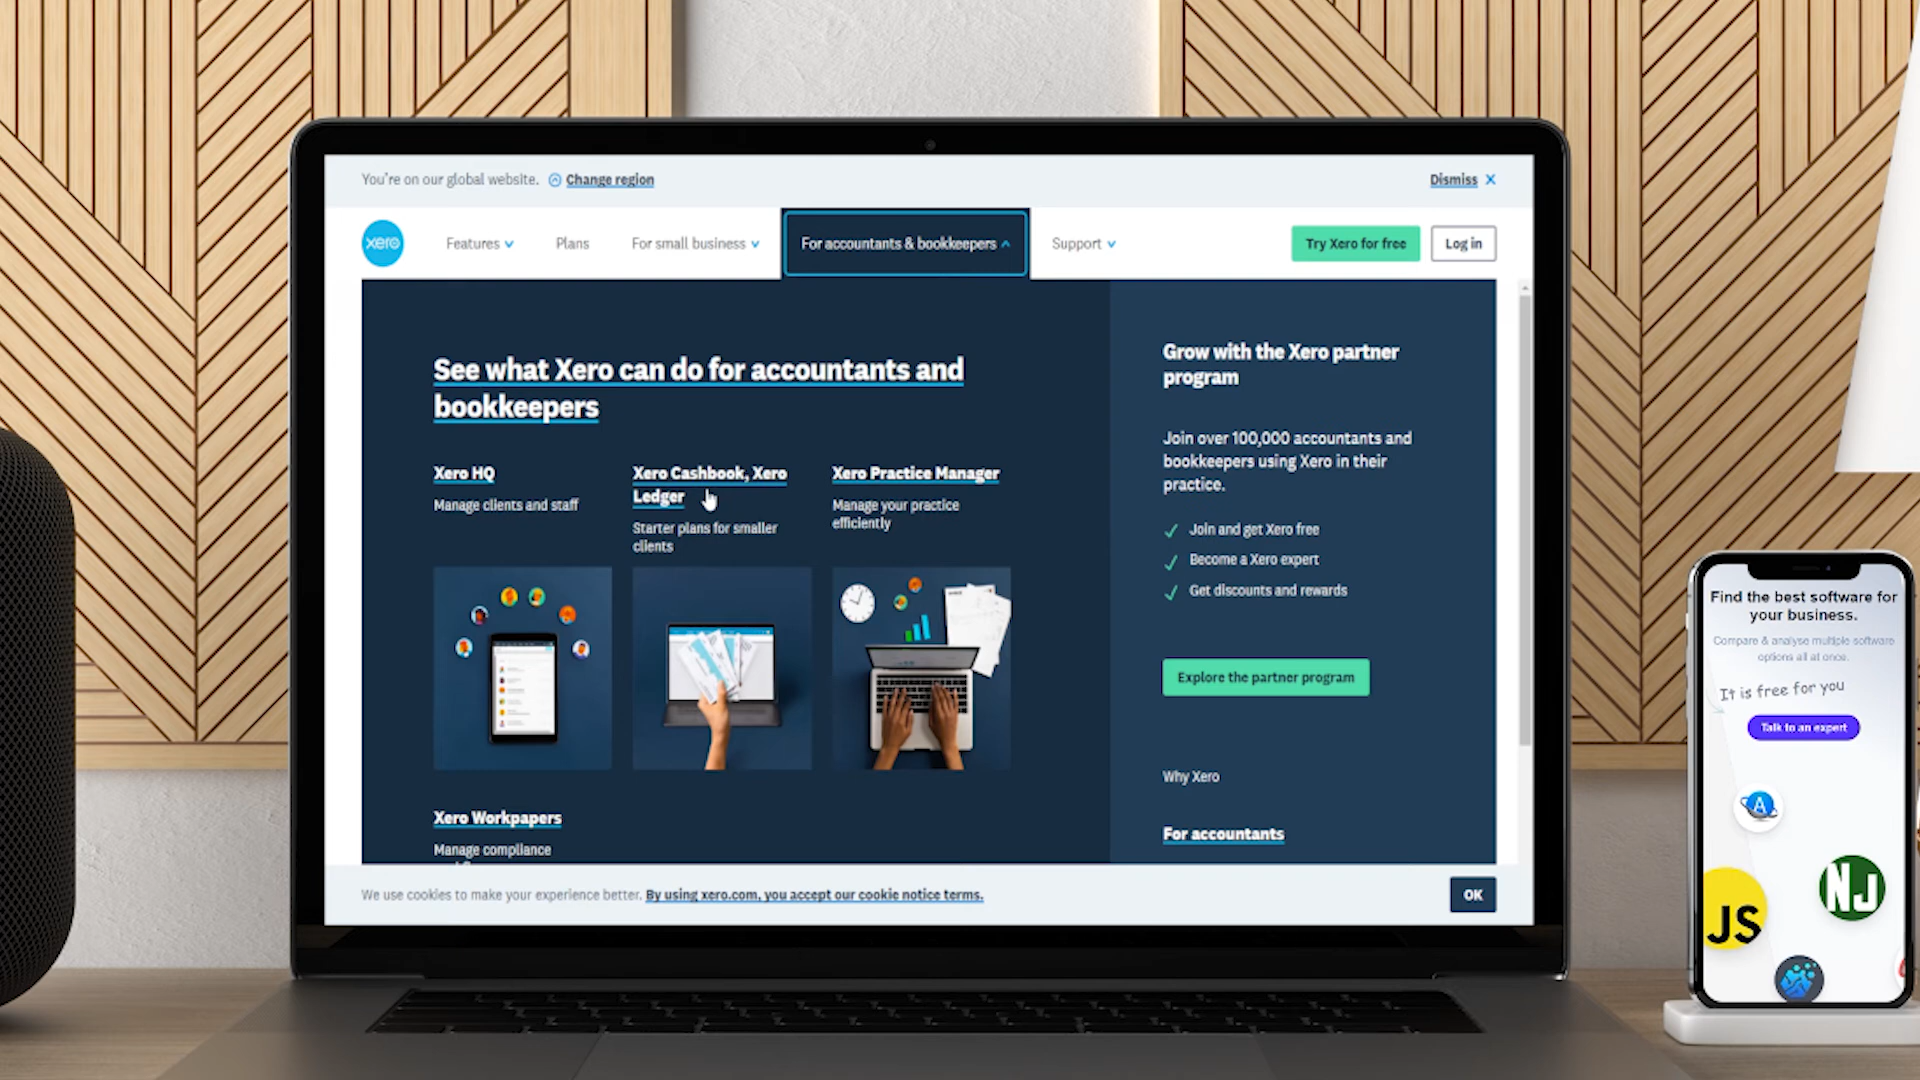 You're on our global website. Change region
Dismiss X
xero
Features
Plans
For small business
For accountants & bookkeepers
Support
Try Xero for free
Log in
See what Xero can do for accountants and
bookkeepers
Xero HQ
Manage clients and staff
Xero Cashbook, Xero
Ledger
Starter plans for smaller
clients
Xero Practice Manager
Manage your practice
efficiently
Xero Workpapers
Manage compliance
Grow with the Xero partner
program
Join over 100,000 accountants and
bookkeepers using Xero in their
practice.
Join and get Xero free
Become a Xero expert
Get discounts and rewards
Explore the partner program
Why Xero
For accountants
We use cookies to make your experience better. By using xero.com, you accept our cookie notice terms.
OK
Find the best software for
your business.
Compare & analyse multiple software
options all at once.
It is free for you
Talk to an expert
A
NJ
JS